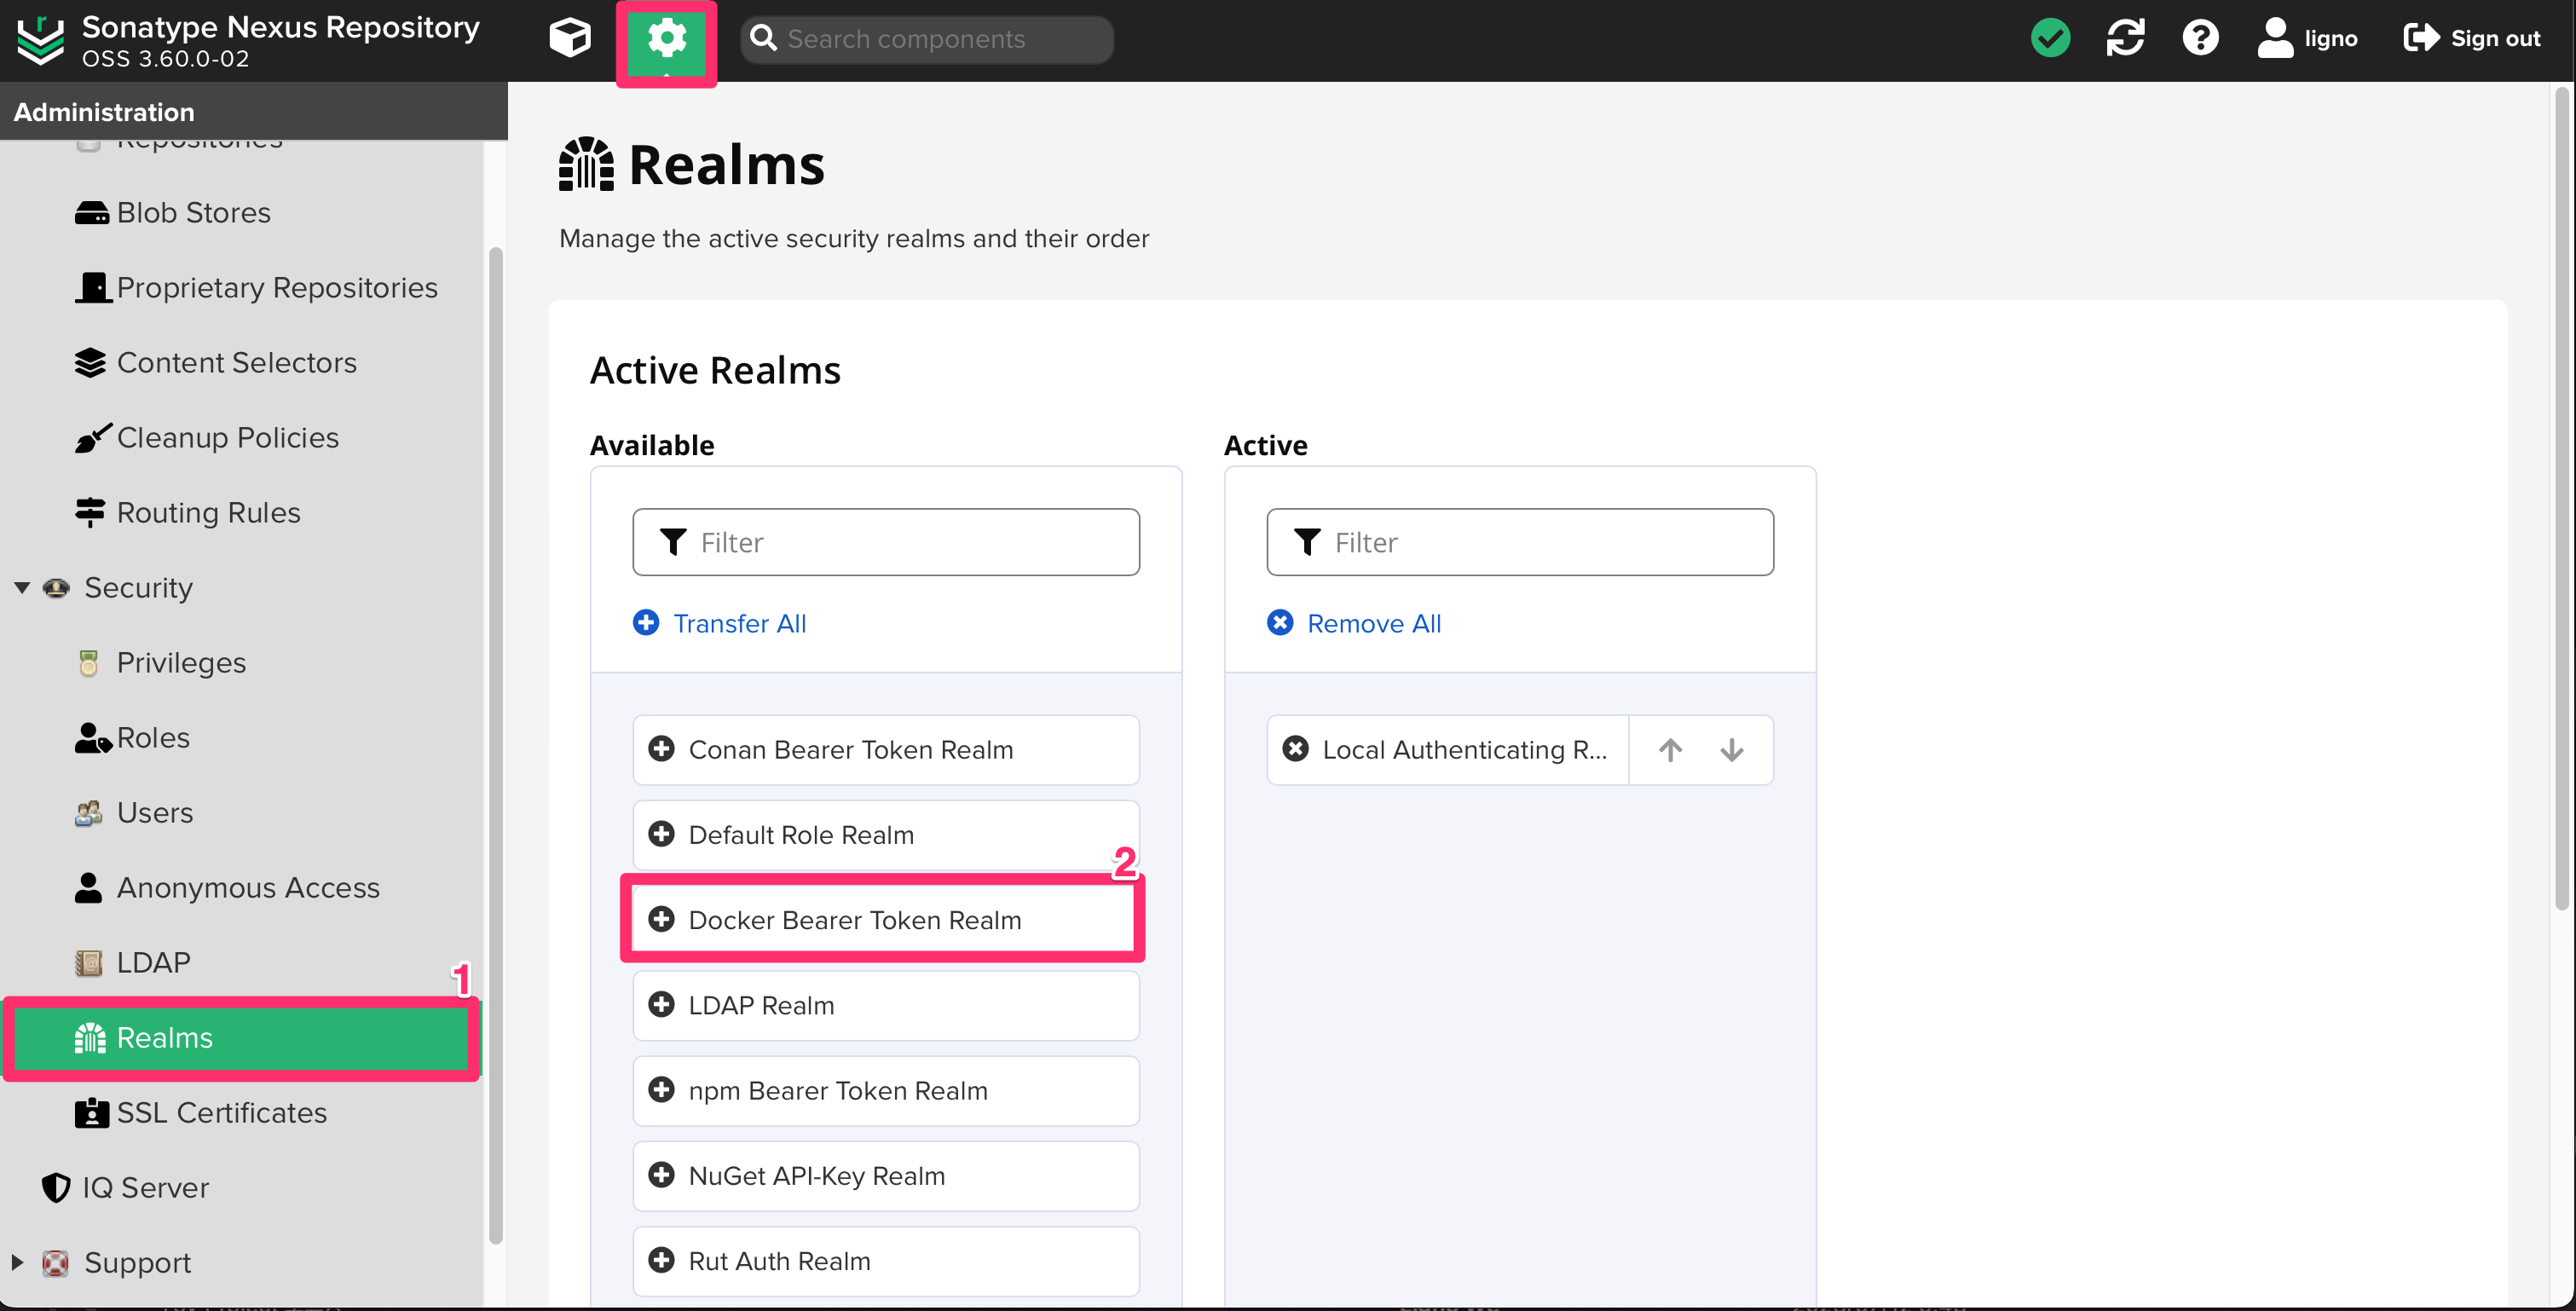 Sonatype Nexus Repository
OSS 3.60.0-02
Search components
ligno
Sign out
Administration
Repositories
Blob Stores
Proprietary Repositories
Content Selectors
Cleanup Policies
Routing Rules
Security
Privileges
Roles
Users
Anonymous Access
LDAP
1
Realms
SSL Certificates
IQ Server
Support
Realms
Manage the active security realms and their order
Active Realms
Available
Filter
Transfer All
Conan Bearer Token Realm
Default Role Realm
2
Docker Bearer Token Realm
LDAP Realm
npm Bearer Token Realm
NuGet API-Key Realm
Rut Auth Realm
Active
Filter
Remove All
Local Authenticating R...